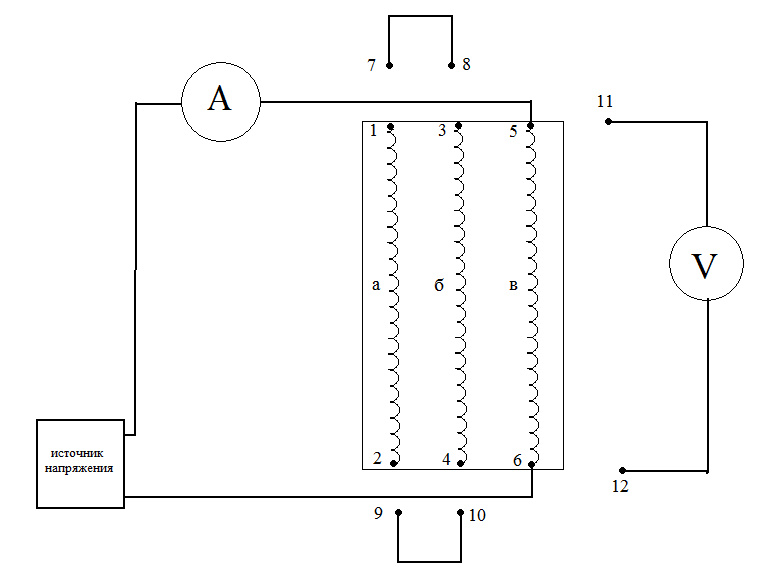 7 8
А
11
1 3 5
а б в
V
источник
напряжения
2 4 6
12
9 10